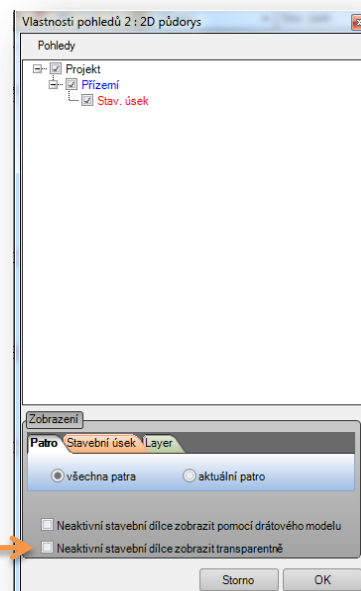 Vlastnosti pohledů 2 : 2D půdorys
Pohledy
Projekt
Přízemí
Stav. úsek
Zobrazení
Patro Stavební úsek Layer
všechna patra aktuální patro
Neaktivní stavební dílce zobrazit pomocí drátového modelu
Neaktivní stavební dílce zobrazit transparentně
Storno OK